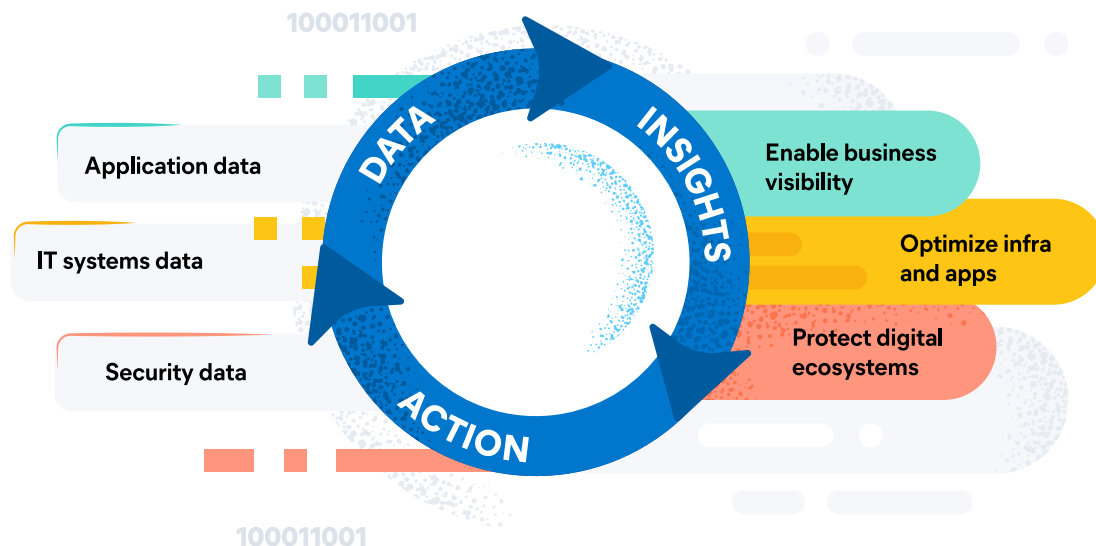 100011001
DATA
INSIGHTS
ACTION
Application data
IT systems data
Security data
Enable business
visibility
Optimize infra
and apps
Protect digital
ecosystems
100011001